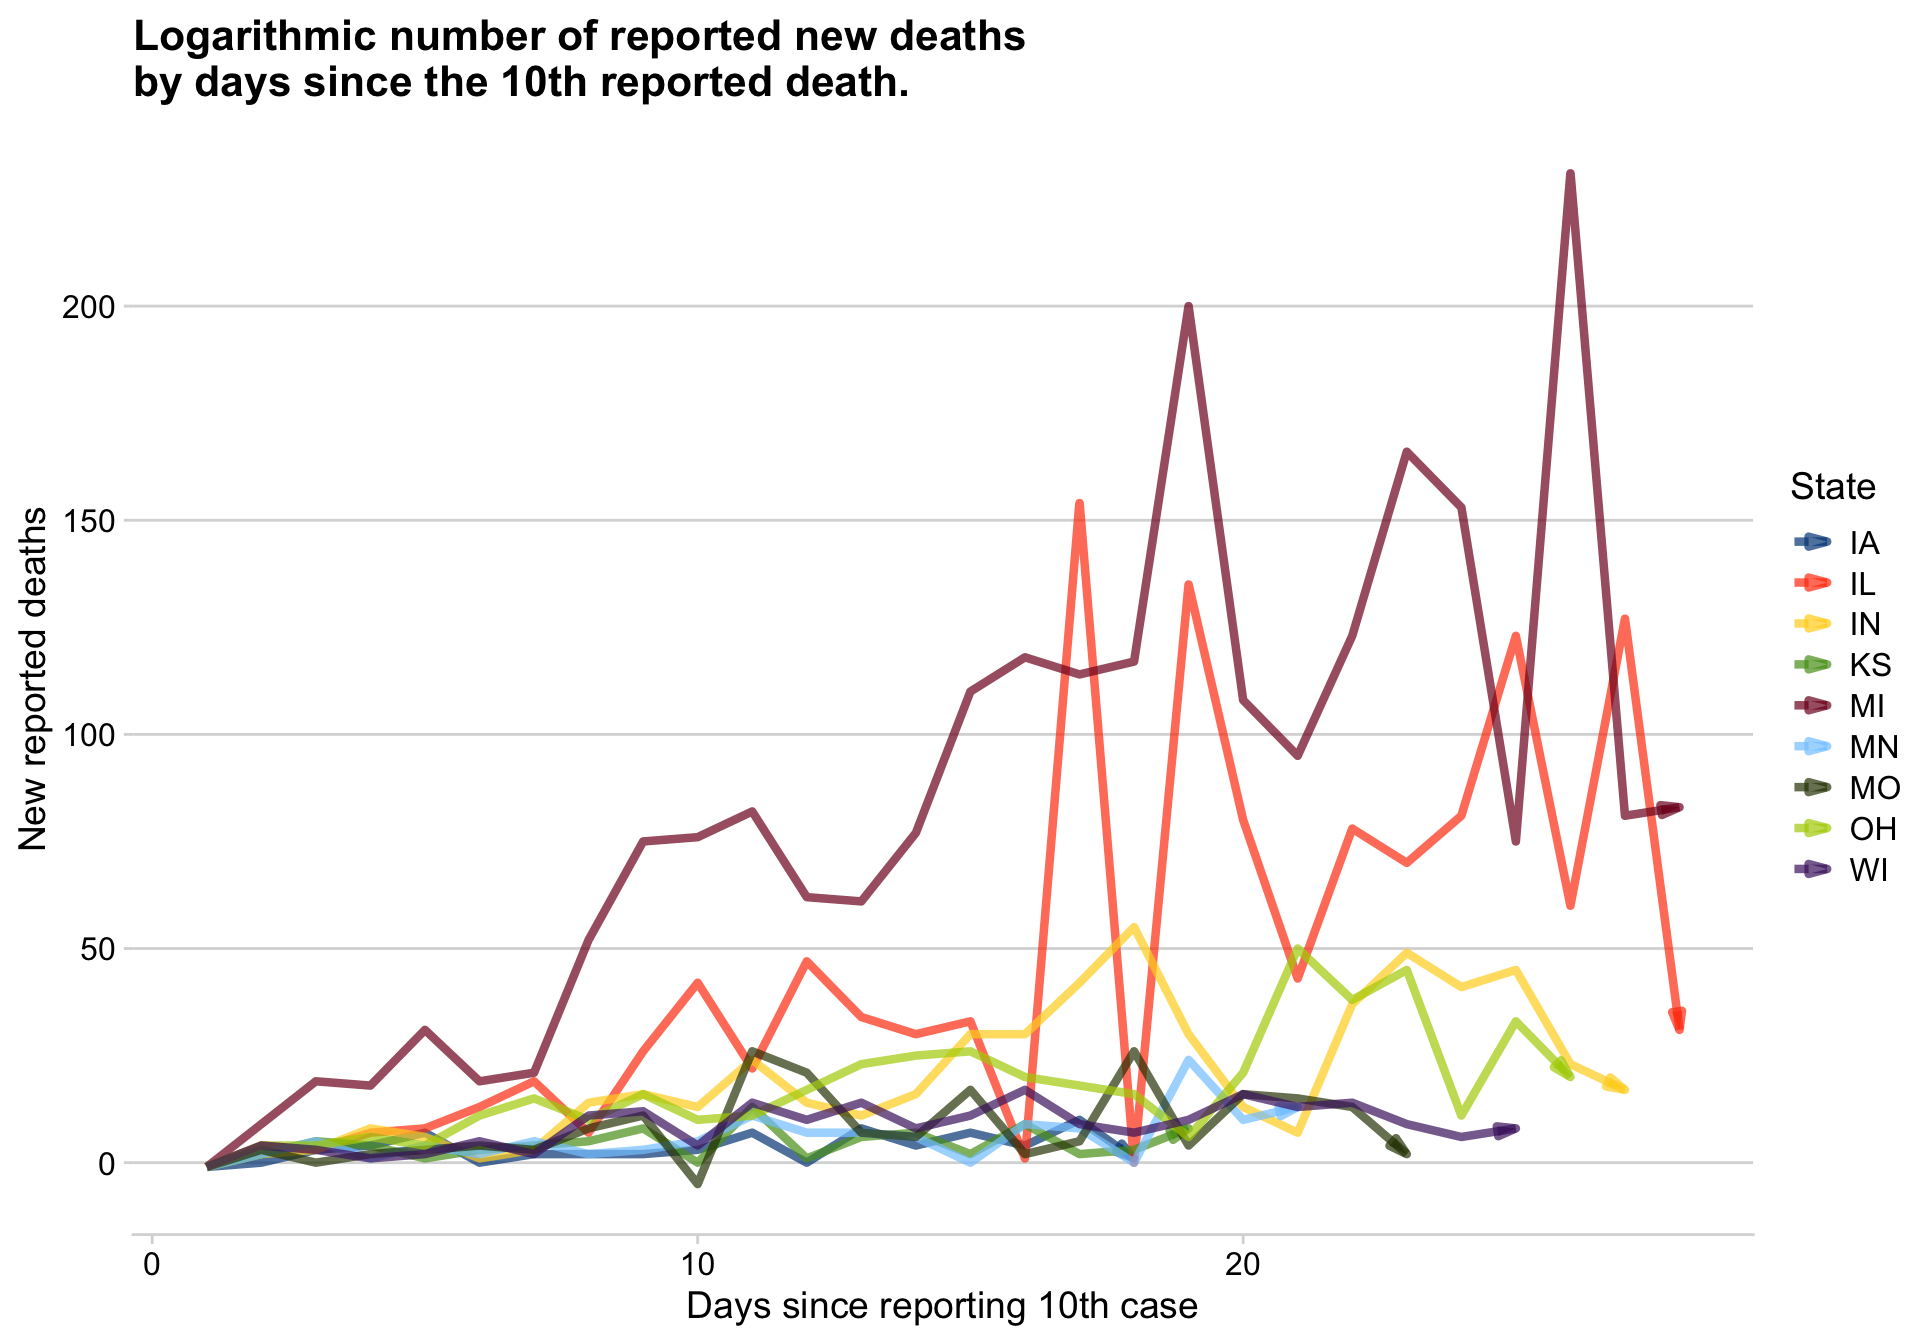 Logarithmic number of reported new deaths
by days since the 10th reported death.
New reported deaths
200
150
100
50
0
0
10
20
Days since reporting 10th case
State
IA
IL
IN
KS
MI
MN
MO
OH
WI